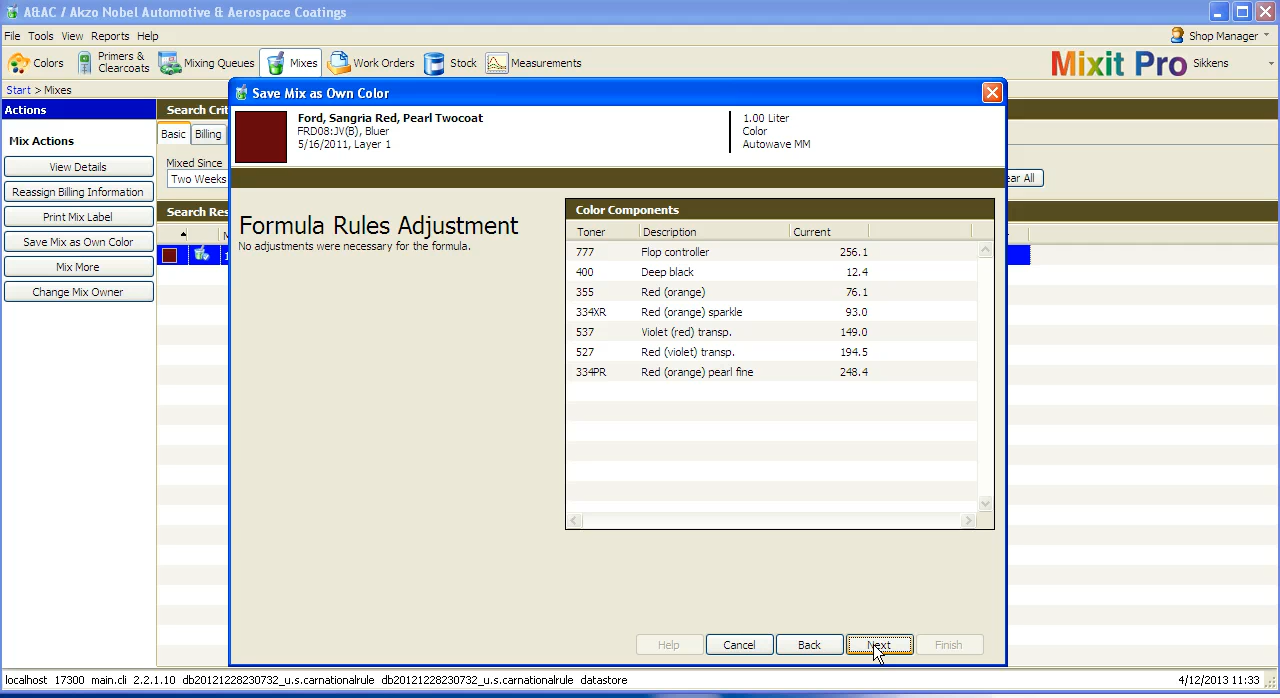 A&AC / Akzo Nobel Automotive & Aerospace Coatings
File Tools View Reports Help
Shop Manager
Colors
Primers & Clearcoats
Mixing Queues
Mixes
Work Orders
Stock
Measurements
Mixit Pro
Sikkens
Start > Mixes
Actions
Mix Actions
View Details
Reassign Billing Information
Print Mix Label
Save Mix as Own Color
Mix More
Change Mix Owner
Search Crit
Basic Billing
Mixed Since
Two Weeks
ear All
Search Res
Save Mix as Own Color
Ford, Sangria Red, Pearl Twocoat
FRD08:JV(B), Bluer
5/16/2011, Layer 1
1.00 Liter
Color
Autowave MM
Formula Rules Adjustment
No adjustments were necessary for the formula.
Color Components
Toner Description Current
777 Flop controller 256.1
400 Deep black 12.4
355 Red (orange) 76.1
334XR Red (orange) sparkle 93.0
537 Violet (red) transp. 149.0
527 Red (violet) transp. 194.5
334PR Red (orange) pearl fine 248.4
Help Cancel Back Next Finish
localhost 17300 main.cli 2.2.1.10 db20121228230732_u.s.carnationalrule db20121228230732_u.s.carnationalrule datastore
4/12/2013 11:33